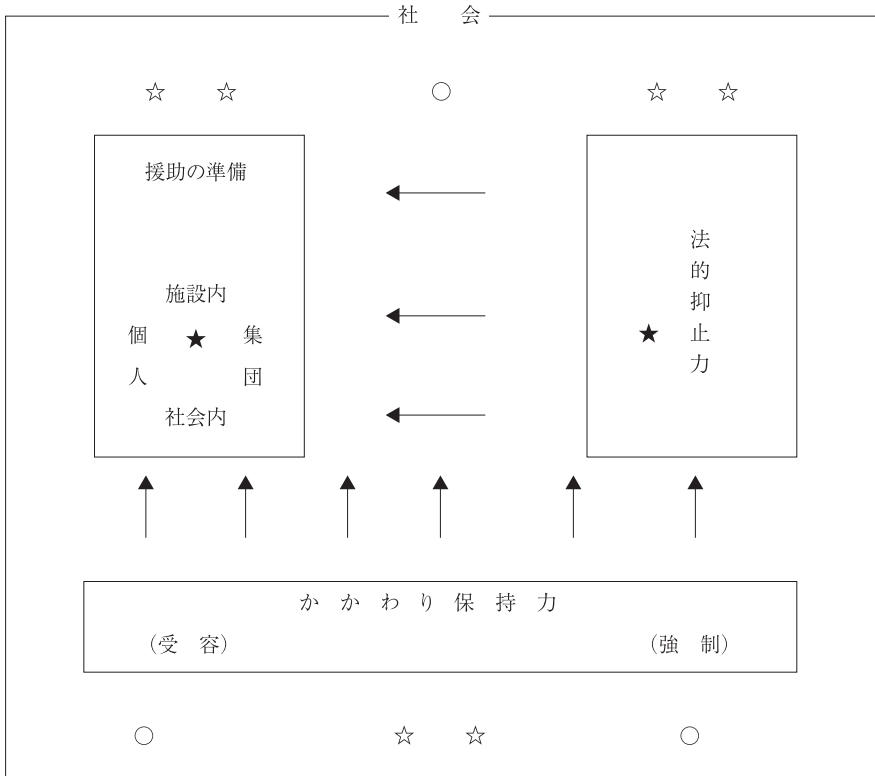 社　会
☆　☆　○　☆　☆
援助の準備
施設内
個人
★
集団
社会内
法的抑止力
★
かかわり保持力
（受　容）
（強　制）
○　☆　☆　○